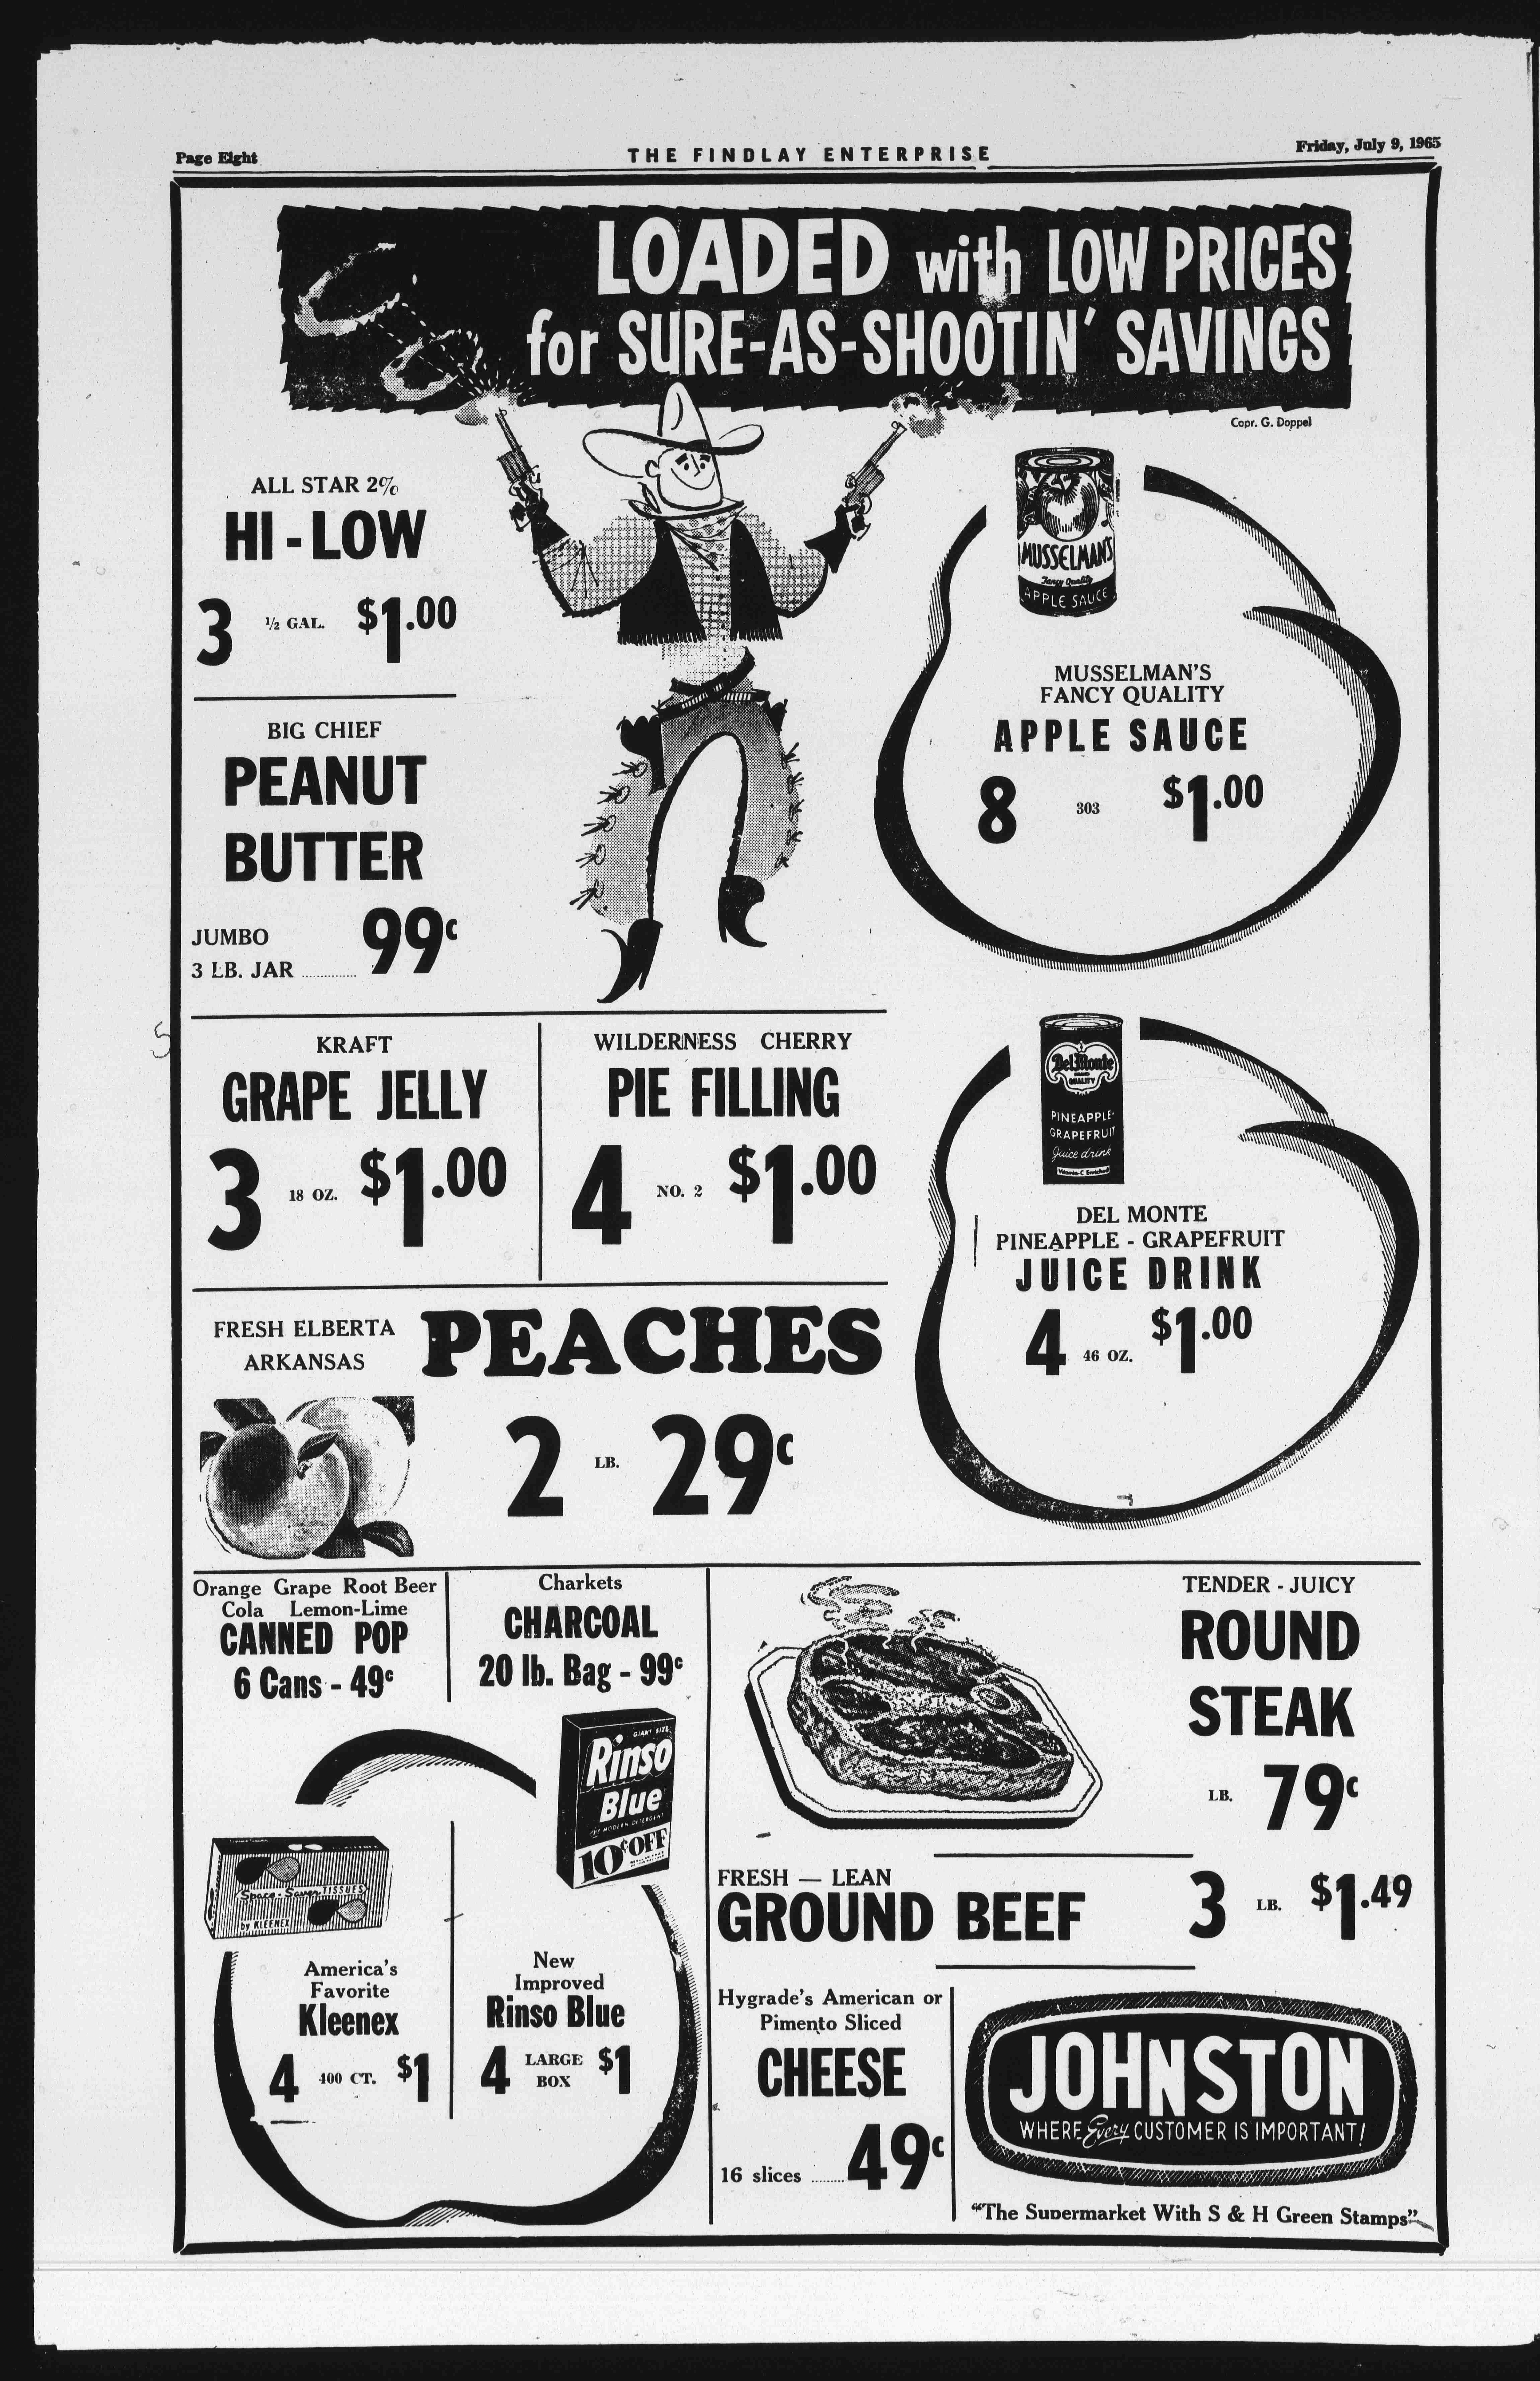 Page Eight
THE FINDLAY ENTERPRISE
Friday, July 9, 1965
LOADED with LOW PRICES
for SURE-AS-SHOOTIN' SAVINGS
Copr. G. Doppel
ALL STAR 2%
HI - LOW
3 ½ GAL. $1.00
BIG CHIEF
PEANUT
BUTTER
JUMBO
3 LB. JAR ............ 99c
MUSSELMAN'S
Fancy Quality
APPLE SAUCE
MUSSELMAN'S
FANCY QUALITY
APPLE SAUCE
8 303 $1.00
KRAFT
GRAPE JELLY
3 18 OZ. $1.00
WILDERNESS CHERRY
PIE FILLING
4 NO. 2 $1.00
Del Monte
QUALITY
PINEAPPLE-
GRAPEFRUIT
Juice drink
Vitamin-C Enriched
DEL MONTE
PINEAPPLE - GRAPEFRUIT
JUICE DRINK
4 46 OZ. $1.00
FRESH ELBERTA
ARKANSAS
PEACHES
2 LB. 29c
Orange Grape Root Beer
Cola Lemon-Lime
CANNED POP
6 Cans - 49c
Charkets
CHARCOAL
20 lb. Bag - 99c
TENDER - JUICY
ROUND
STEAK
LB. 79c
GIANT SIZE
Rinso
Blue
THE MODERN DETERGENT
10¢ OFF
Space-Saver TISSUES
by KLEENEX
America's
Favorite
Kleenex
4 400 CT. $1
New
Improved
Rinso Blue
4 LARGE BOX $1
FRESH — LEAN
GROUND BEEF 3 LB. $1.49
Hygrade's American or
Pimento Sliced
CHEESE
16 slices ......... 49c
JOHNSTON
WHERE Every CUSTOMER IS IMPORTANT!
"The Supermarket With S & H Green Stamps"